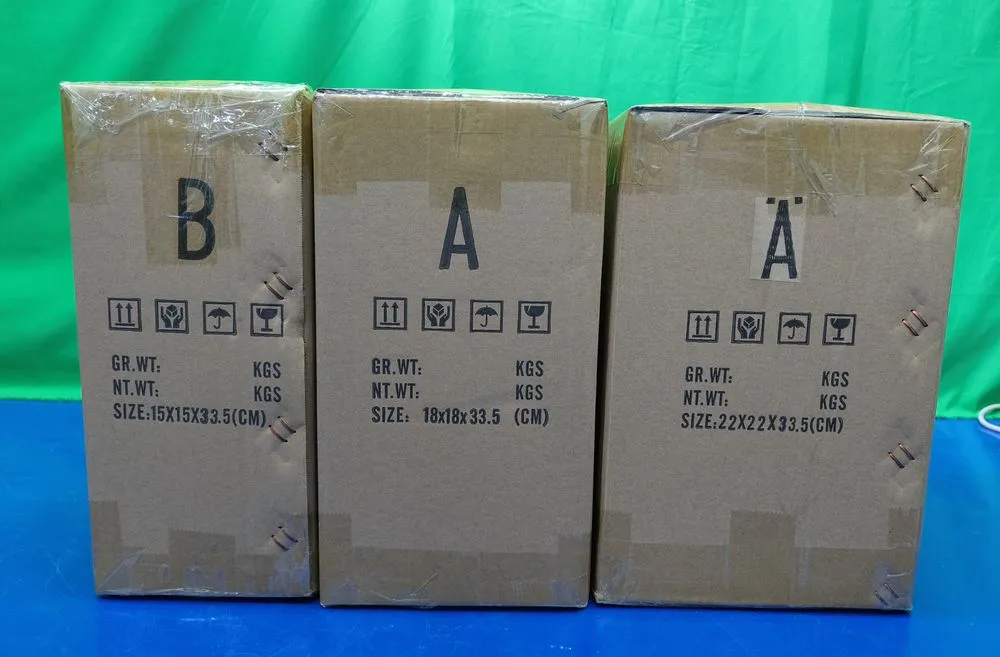 B
GR.WT: KGS
NT.WT: KGS
SIZE:15X15X33.5(CM)
A
GR.WT: KGS
NT.WT: KGS
SIZE: 18x18x33.5 (CM)
"A"
GR.WT: KGS
NT.WT: KGS
SIZE:22X22X33.5(CM)